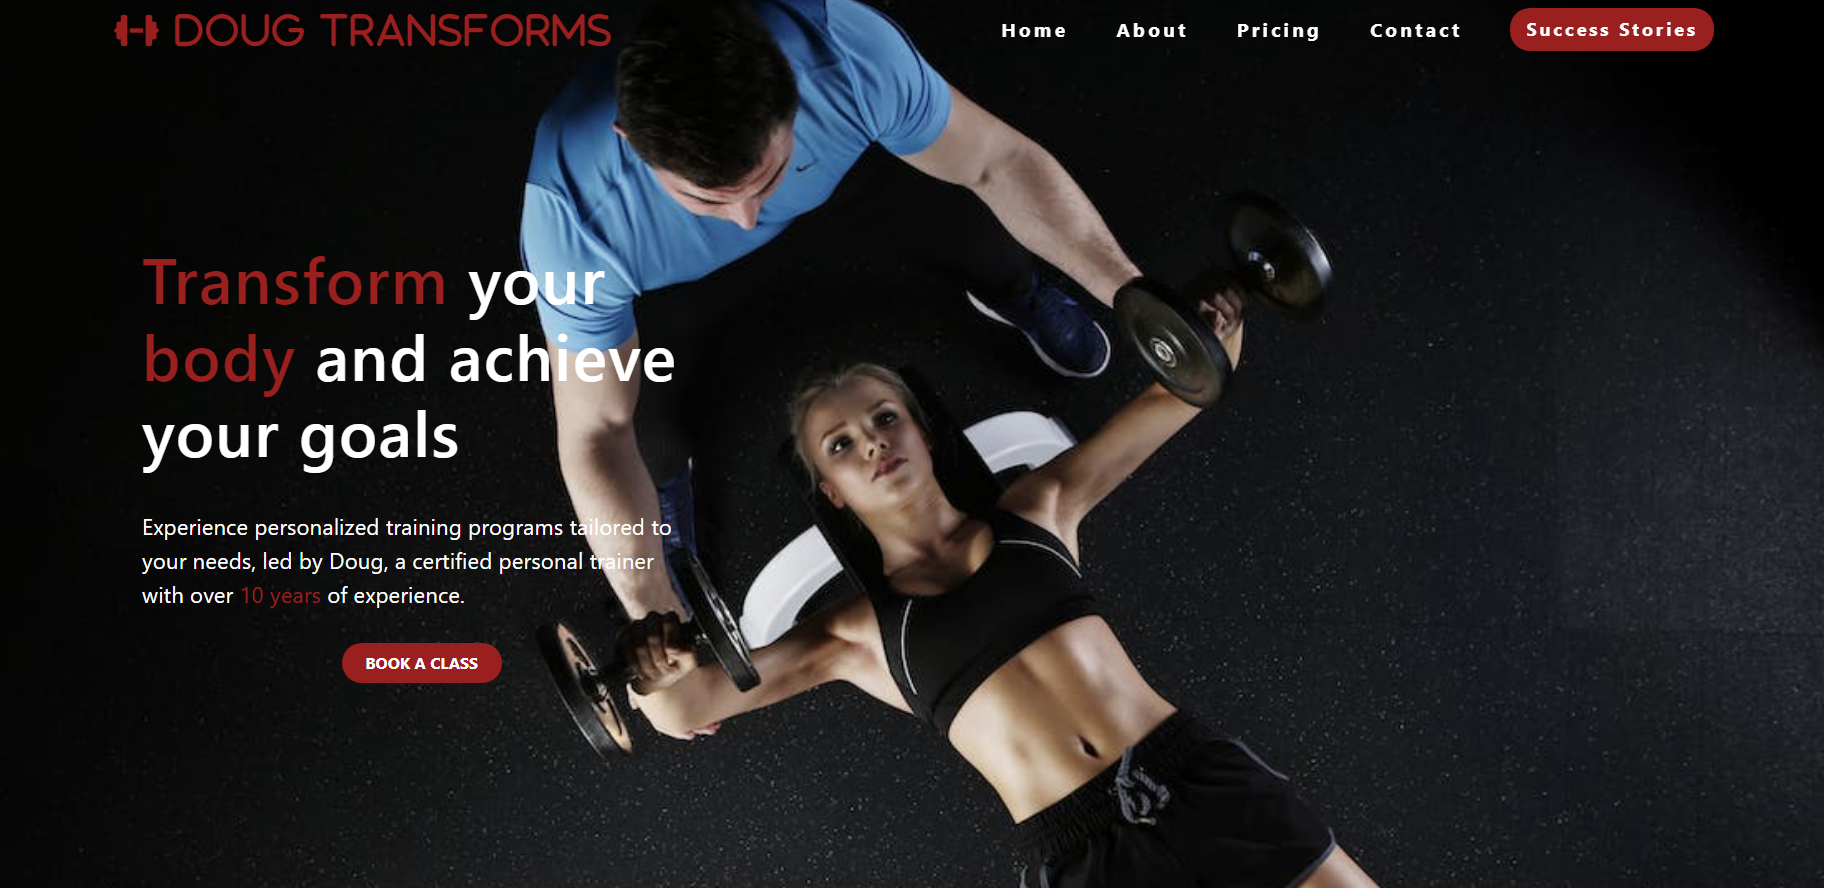 DOUG TRANSFORMS
Home About Pricing Contact Success Stories
Transform your
body and achieve
your goals
Experience personalized training programs tailored to
your needs, led by Doug, a certified personal trainer
with over 10 years of experience.
BOOK A CLASS